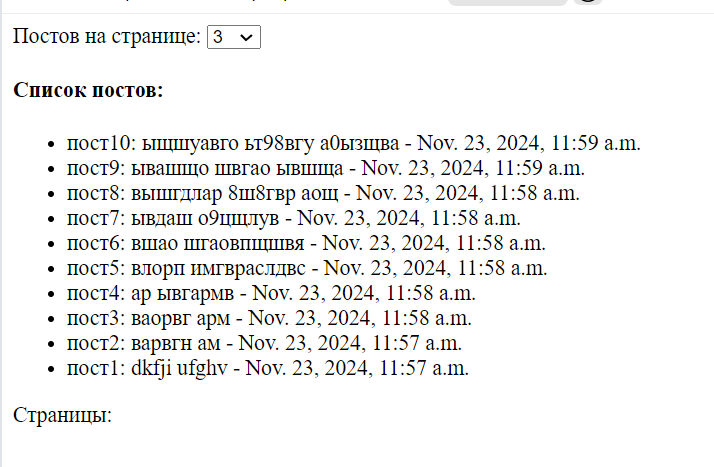 Постов на странице: 3
Список постов:
пост10: ыщшуавго ьт98вгу а0ызщва - Nov. 23, 2024, 11:59 a.m.
пост9: ывашщо швгао ывшща - Nov. 23, 2024, 11:59 a.m.
пост8: вышгдлар 8ш8гвр аощ - Nov. 23, 2024, 11:58 a.m.
пост7: ывдаш о9цщлув - Nov. 23, 2024, 11:58 a.m.
пост6: вшао шгаовпщшвя - Nov. 23, 2024, 11:58 a.m.
пост5: влорп имгвраслдвс - Nov. 23, 2024, 11:58 a.m.
пост4: ар ывгармв - Nov. 23, 2024, 11:58 a.m.
пост3: ваорвг арм - Nov. 23, 2024, 11:58 a.m.
пост2: варвгн ам - Nov. 23, 2024, 11:57 a.m.
пост1: dkfji ufghv - Nov. 23, 2024, 11:57 a.m.
Страницы: